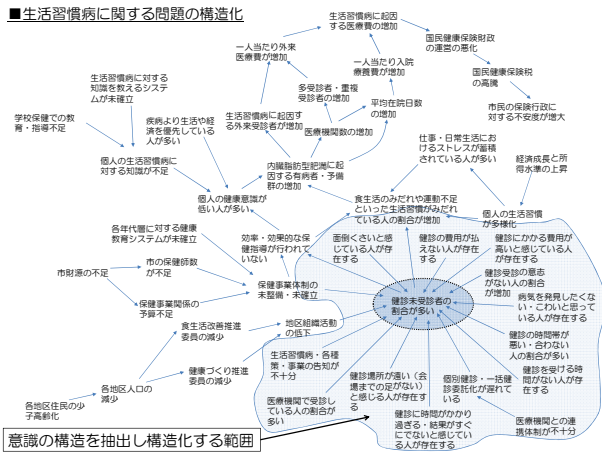 ■生活習慣病に関する問題の構造化
生活習慣病に起因
する医療費の増加
国民健康保険財政
の運営の悪化
一人当たり外来
医療費が増加
一人当たり入院
療養費が増加
国民健康保険税
の高騰
生活習慣病に対する
知識を教えるシステ
ムが未確立
多受診者・重複
受診者の増加
平均在院日数
の増加
市民の保険行政に
対する不安度が増大
学校保健での教
育・指導不足
疾病より生活や経
済を優先している
人が多い
生活習慣病に起因す
る外来受診者が増加
医療機関数の増加
仕事・日常生活にお
けるストレスが蓄積
されている人が多い
個人の生活習慣病に
対する知識が不足
内臓脂肪型肥満に起
因する有病者・予備
群の増加
経済成長と所
得水準の上昇
個人の健康意識が
低い人が多い
食生活のみだれや運動不足
といった生活習慣がみだれ
ている人の割合が増加
個人の生活習慣
が多様化
各年代層に対する健康
教育システムが未確立
効率・効果的な保
健指導が行われて
いない
面倒くさいと感
じている人が存
在する
健診の費用が払
えない人が存在
する
健診にかかる費用が
高いと感じている人
が存在する
市財源の不足
市の保健師数
が不足
保健事業体制の
未整備・未確立
健診受診の意志
がない人の割合
が増加
保健事業関係の
予算不足
健診未受診者の
割合が多い
病気を発見したくな
い・こわいと思って
いる人が存在する
食生活改善推進
委員の減少
地区組織活動
の低下
健診の時間帯が
悪い・合わない
人の割合が多い
生活習慣病・各種
策・事業の告知が
不十分
健康づくり推進
委員の減少
健診場所が遠い（会
場までの足がない）
と感じる人が存在す
る
個別健診・一括健
診委託化が遅れて
いる
健診を受ける時
間がない人が存
在する
各地区人口の
減少
各地区住民の少
子高齢化
医療機関で受診し
ている人の割合が
多い
健診に時間がかかり
過ぎる・結果がすぐ
にでないと感じてい
る人が存在する
医療機関との連
携体制が不十分
意識の構造を抽出し構造化する範囲